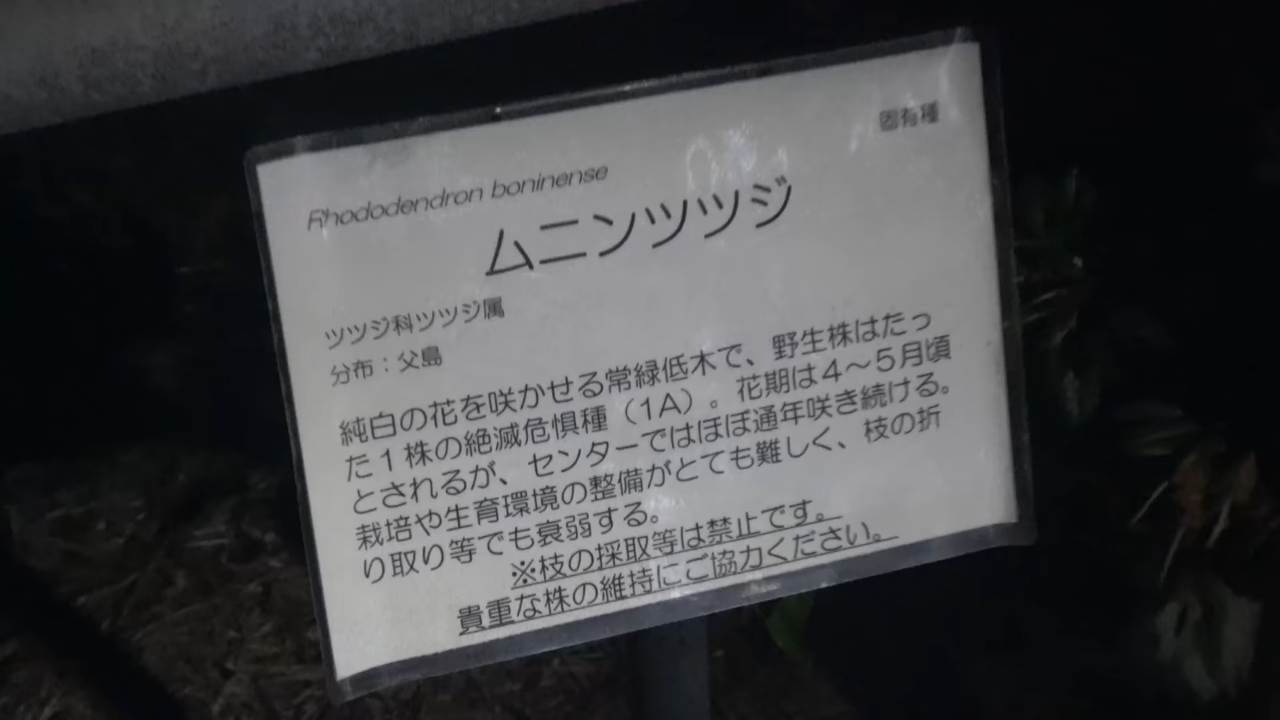 固有種
Rhododendron boninense
ムニンツツジ
ツツジ科ツツジ属
分布：父島
純白の花を咲かせる常緑低木で、野生株はたっ
た１株の絶滅危惧種（1A）。花期は４～５月頃
とされるが、センターではほぼ通年咲き続ける。
栽培や生育環境の整備がとても難しく、枝の折
り取り等でも衰弱する。
※枝の採取等は禁止です。
貴重な株の維持にご協力ください。